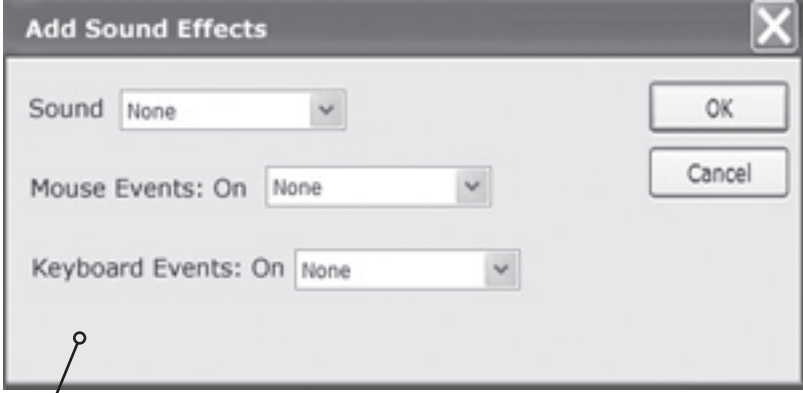 Add Sound Effects
Sound None
OK
Mouse Events: On None
Cancel
Keyboard Events: On None